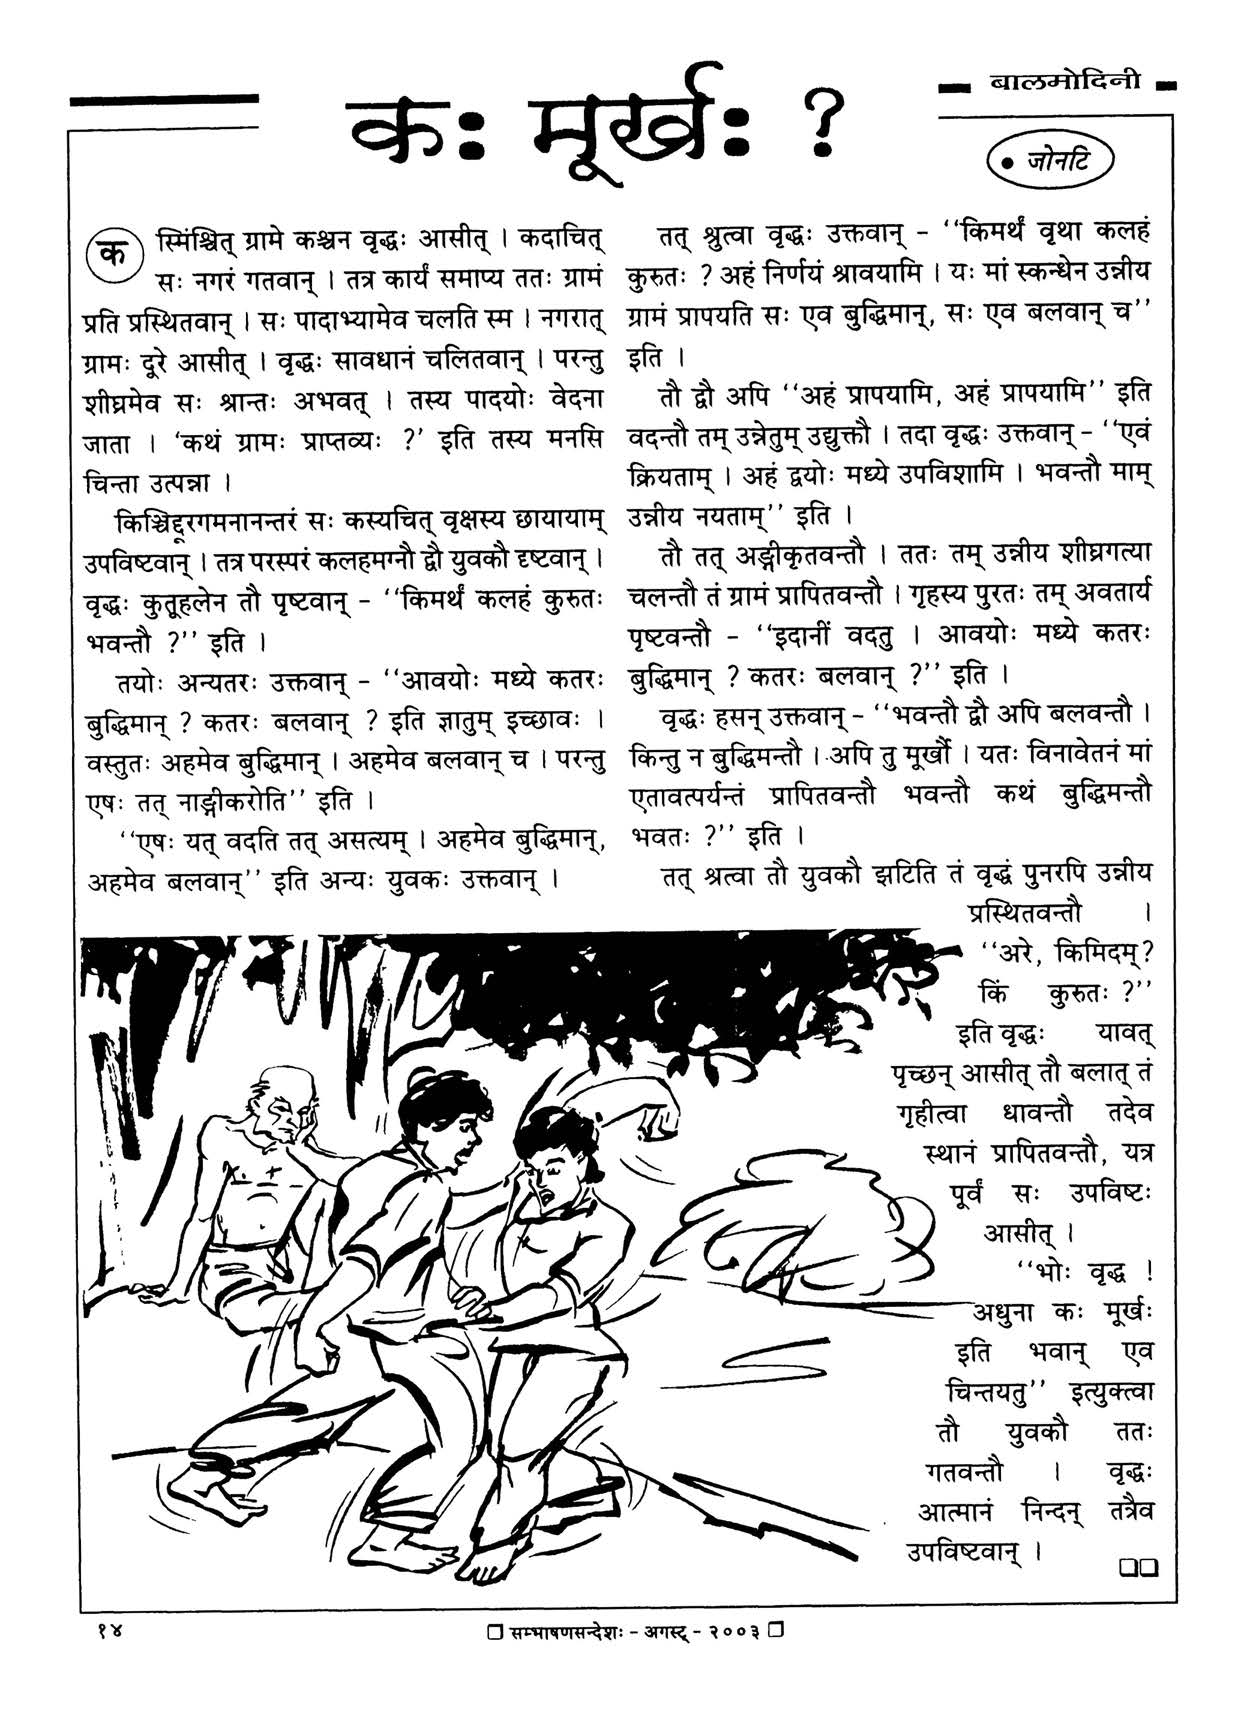 बालमोदिनी
कः मूर्खः ?
• जोनटि
कस्मिंश्चित् ग्रामे कश्चन वृद्धः आसीत् । कदाचित्
सः नगरं गतवान् । तत्र कार्यं समाप्य ततः ग्रामं
प्रति प्रस्थितवान् । सः पादाभ्यामेव चलति स्म । नगरात्
ग्रामः दूरे आसीत् । वृद्धः सावधानं चलितवान् । परन्तु
शीघ्रमेव सः श्रान्तः अभवत् । तस्य पादयोः वेदना
जाता । 'कथं ग्रामः प्राप्तव्यः ?' इति तस्य मनसि
चिन्ता उत्पन्ना ।
किञ्चिद्दूरगमनानन्तरं सः कस्यचित् वृक्षस्य छायायाम्
उपविष्टवान् । तत्र परस्परं कलहमग्नौ द्वौ युवकौ दृष्टवान् ।
वृद्धः कुतूहलेन तौ पृष्टवान् – ''किमर्थं कलहं कुरुतः
भवन्तौ ?'' इति ।
तयोः अन्यतरः उक्तवान् – ''आवयोः मध्ये कतरः
बुद्धिमान् ? कतरः बलवान् ? इति ज्ञातुम् इच्छावः ।
वस्तुतः अहमेव बुद्धिमान् । अहमेव बलवान् च । परन्तु
एषः तत् नाङ्गीकरोति'' इति ।
''एषः यत् वदति तत् असत्यम् । अहमेव बुद्धिमान्,
अहमेव बलवान्'' इति अन्यः युवकः उक्तवान् ।
तत् श्रुत्वा वृद्धः उक्तवान् – ''किमर्थं वृथा कलहं
कुरुतः ? अहं निर्णयं श्रावयामि । यः मां स्कन्धेन उन्नीय
ग्रामं प्रापयति सः एव बुद्धिमान्, सः एव बलवान् च''
इति ।
तौ द्वौ अपि ''अहं प्रापयामि, अहं प्रापयामि'' इति
वदन्तौ तम् उन्नेतुम् उद्युक्तौ । तदा वृद्धः उक्तवान् – ''एवं
क्रियताम् । अहं द्वयोः मध्ये उपविशामि । भवन्तौ माम्
उन्नीय नयताम्'' इति ।
तौ तत् अङ्गीकृतवन्तौ । ततः तम् उन्नीय शीघ्रगत्या
चलन्तौ तं ग्रामं प्रापितवन्तौ । गृहस्य पुरतः तम् अवतार्य
पृष्टवन्तौ – ''इदानीं वदतु । आवयोः मध्ये कतरः
बुद्धिमान् ? कतरः बलवान् ?'' इति ।
वृद्धः हसन् उक्तवान् – ''भवन्तौ द्वौ अपि बलवन्तौ ।
किन्तु न बुद्धिमन्तौ । अपि तु मूर्खौ । यतः विनावेतनं मां
एतावत्पर्यन्तं प्रापितवन्तौ भवन्तौ कथं बुद्धिमन्तौ
भवतः ?'' इति ।
तत् श्रत्वा तौ युवकौ झटिति तं वृद्धं पुनरपि उन्नीय
प्रस्थितवन्तौ ।
''अरे, किमिदम्?
किं कुरुतः ?''
इति वृद्धः यावत्
पृच्छन् आसीत् तौ बलात् तं
गृहीत्वा धावन्तौ तदेव
स्थानं प्रापितवन्तौ, यत्र
पूर्वं सः उपविष्टः
आसीत् ।
''भोः वृद्ध !
अधुना कः मूर्खः
इति भवान् एव
चिन्तयतु'' इत्युक्त्वा
तौ युवकौ ततः
गतवन्तौ । वृद्धः
आत्मानं निन्दन् तत्रैव
उपविष्टवान् ।
१४
सम्भाषणसन्देशः – अगस्ट् – २००३